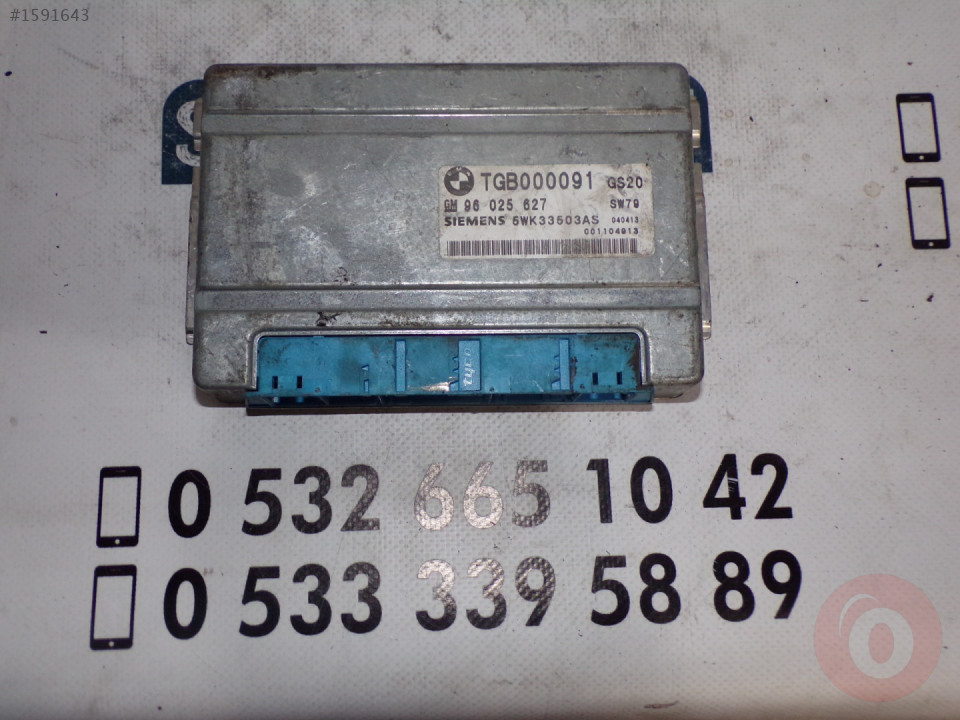 #1591643
TGB000091 GS20
GM 96 025 627 SW79
SIEMENS 5WK33503AS 040413
001104913
tyco
0 532 665 10 42
0 533 339 58 89